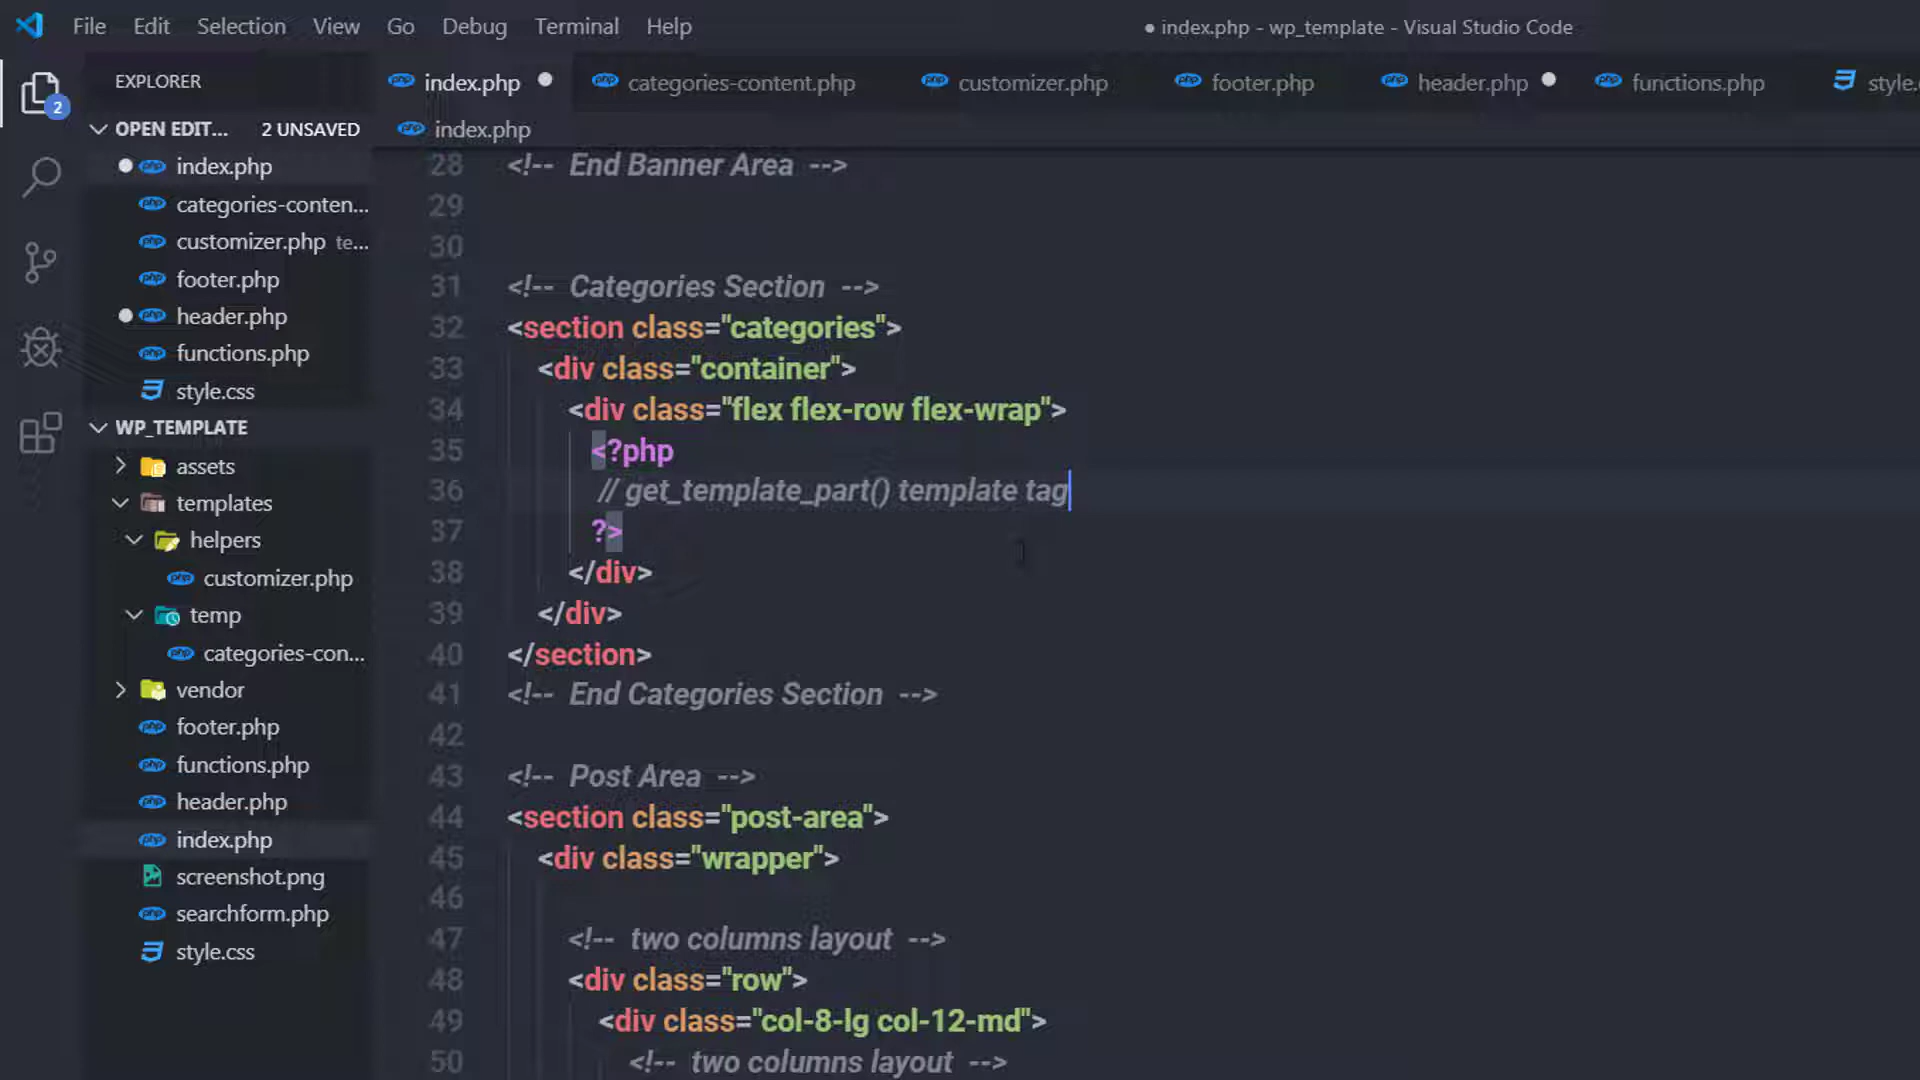 File Edit Selection View Go Debug Terminal Help
● index.php - wp_template - Visual Studio Code
EXPLORER
index.php categories-content.php customizer.php footer.php header.php functions.php style.
2
OPEN EDIT... 2 UNSAVED
index.php
index.php
categories-conten...
customizer.php te...
footer.php
header.php
functions.php
style.css
WP_TEMPLATE
assets
templates
helpers
customizer.php
temp
categories-con...
vendor
footer.php
functions.php
header.php
index.php
screenshot.png
searchform.php
style.css
28 <!-- End Banner Area -->
29
30
31 <!-- Categories Section -->
32 <section class="categories">
33 <div class="container">
34 <div class="flex flex-row flex-wrap">
35 <?php
36 // get_template_part() template tag
37 ?>
38 </div>
39 </div>
40 </section>
41 <!-- End Categories Section -->
42
43 <!-- Post Area -->
44 <section class="post-area">
45 <div class="wrapper">
46
47 <!-- two columns layout -->
48 <div class="row">
49 <div class="col-8-lg col-12-md">
50 <!-- two columns layout -->